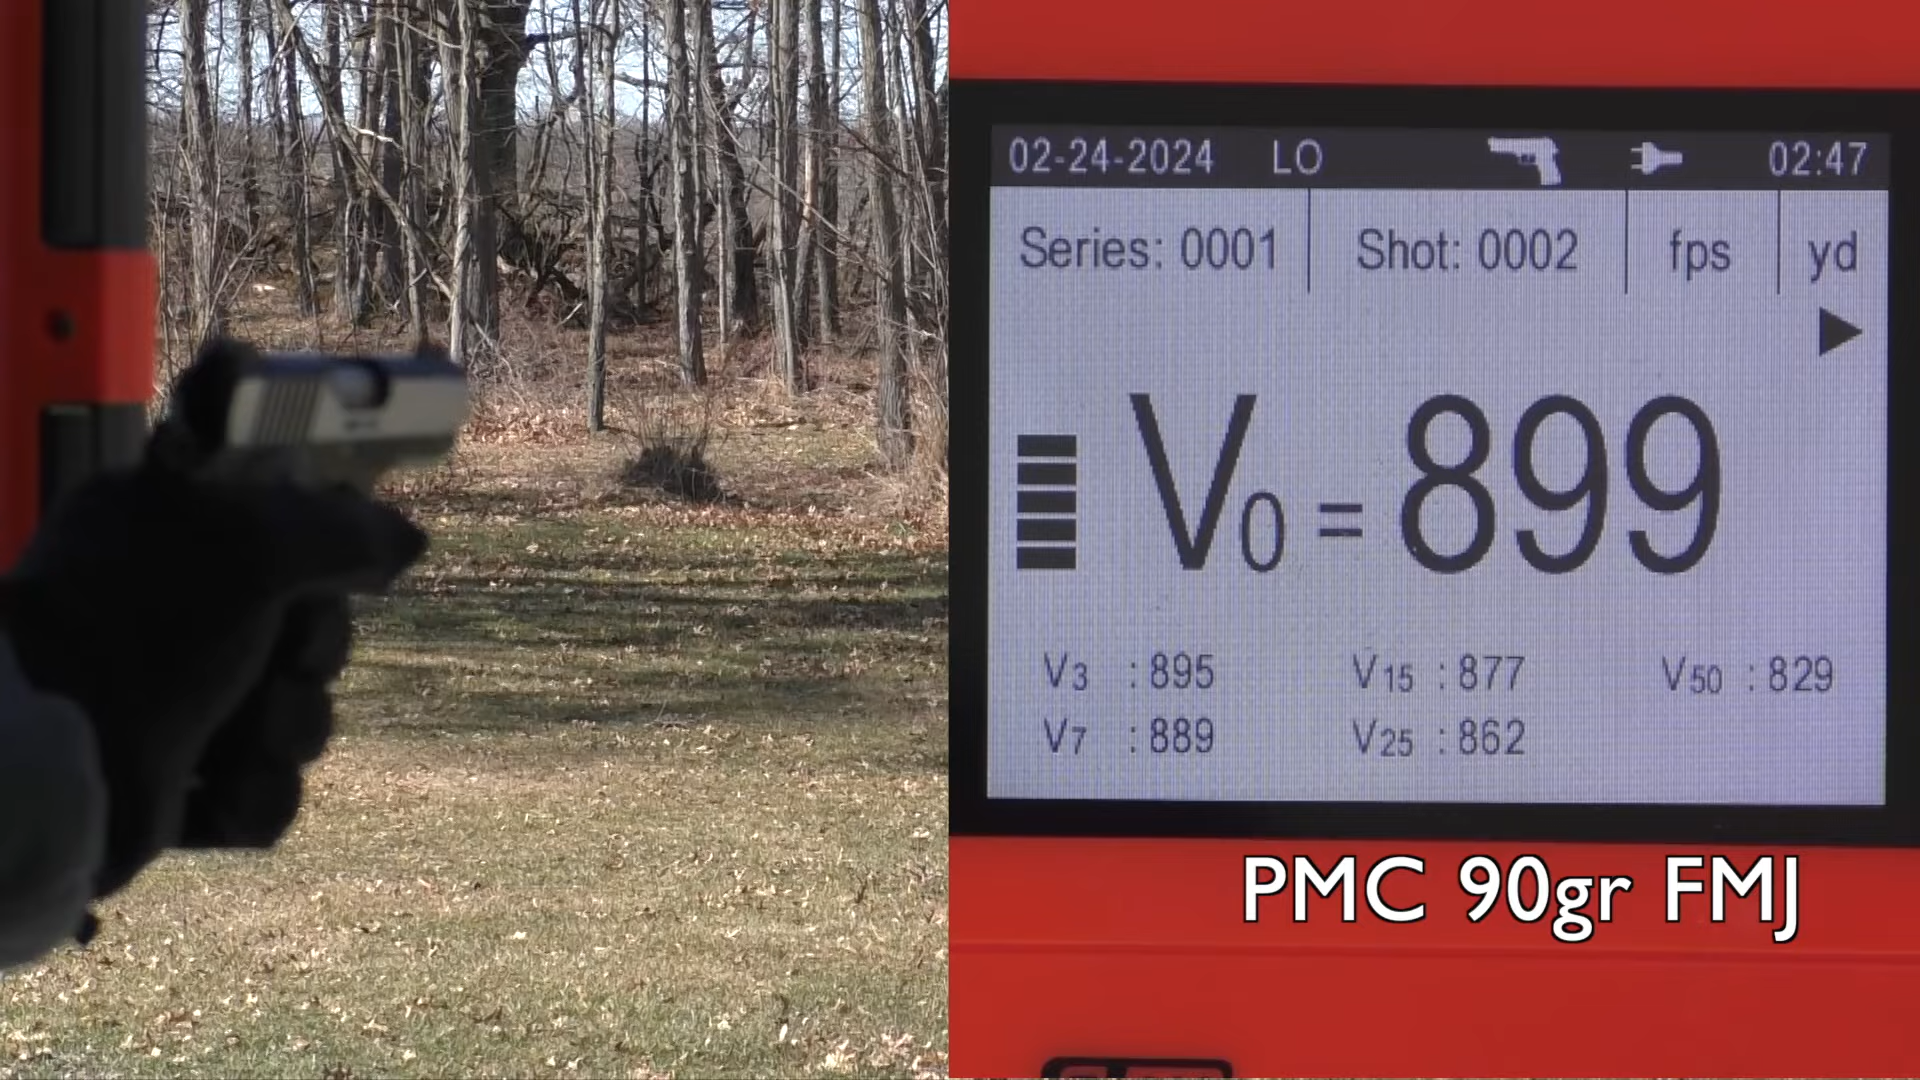 02-24-2024 LO 02:47
Series: 0001 Shot: 0002 fps yd
V0 = 899
V3 : 895 V15 : 877 V50 : 829
V7 : 889 V25 : 862
PMC 90gr FMJ